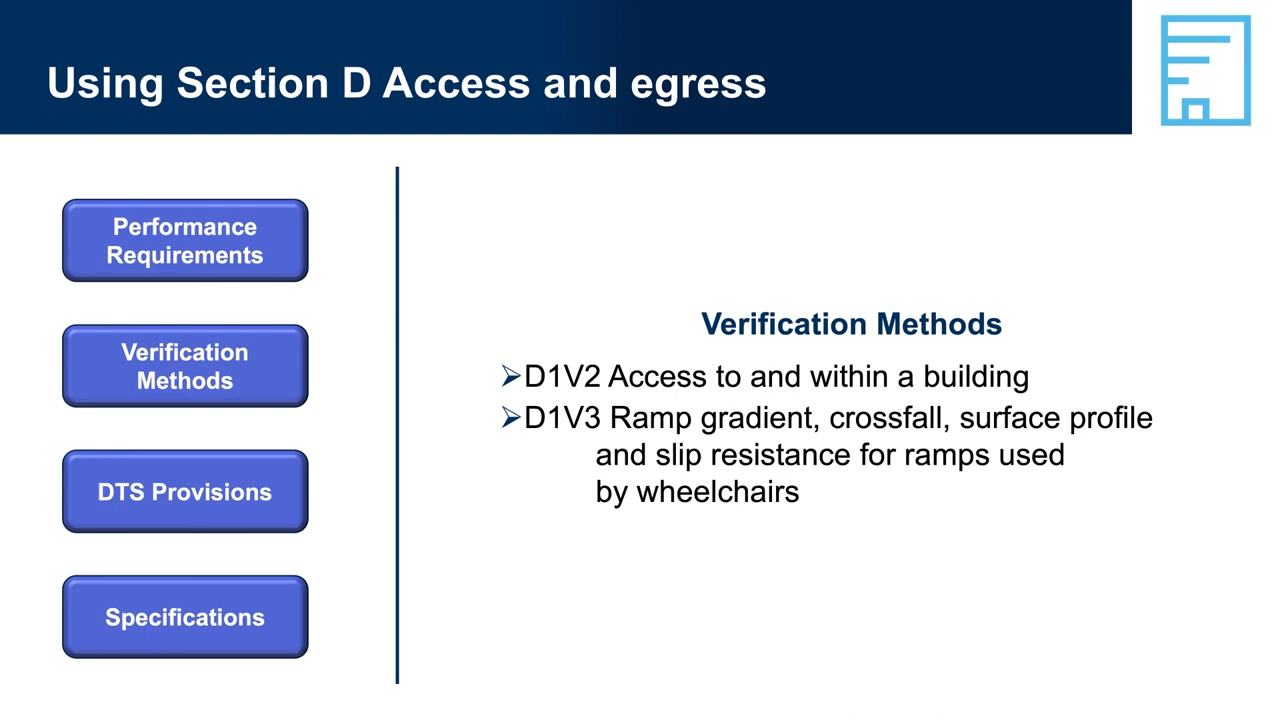 Using Section D Access and egress
Performance
Requirements
Verification
Methods
DTS Provisions
Specifications
Verification Methods
➢D1V2 Access to and within a building
➢D1V3 Ramp gradient, crossfall, surface profile
and slip resistance for ramps used
by wheelchairs